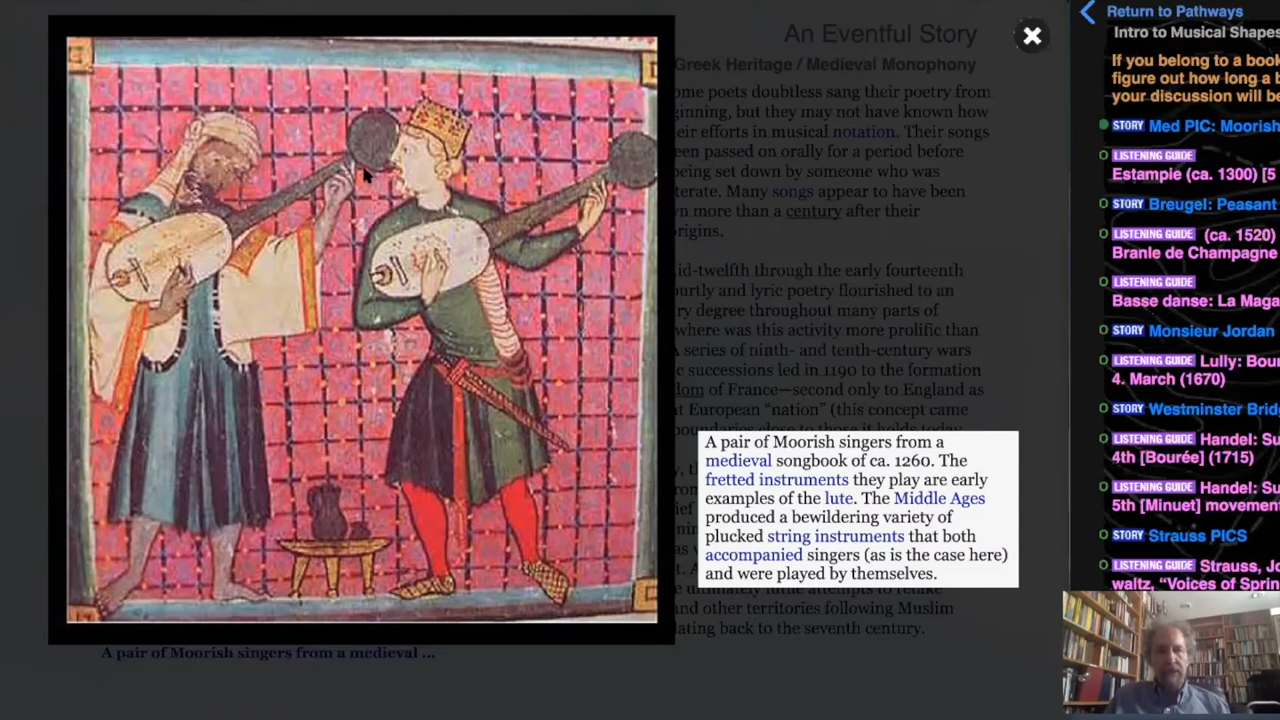 An Eventful Story
Greek Heritage / Medieval Monophony
ome poets doubtless sang their poetry from
ginning, but they may not have known how
eir efforts in musical notation. Their songs
een passed on orally for a period before
being set down by someone who was
terate. Many songs appear to have been
n more than a century after their
rigins.
id-twelfth through the early fourteenth
ourtly and lyric poetry flourished to an
ry degree throughout many parts of
where was this activity more prolific than
A series of ninth- and tenth-century wars
c successions led in 1190 to the formation
dom of France—second only to England as
at European “nation” (this concept came
A pair of Moorish singers from a
medieval songbook of ca. 1260. The
fretted instruments they play are early
examples of the lute. The Middle Ages
produced a bewildering variety of
plucked string instruments that both
accompanied singers (as is the case here)
and were played by themselves.
and other territories following Muslim
dating back to the seventh century.
A pair of Moorish singers from a medieval ...
Return to Pathways
Intro to Musical Shapes
If you belong to a book
figure out how long a b
your discussion will be
STORY Med PIC: Moorish
LISTENING GUIDE
Estampie (ca. 1300) [5
STORY Breugel: Peasant
LISTENING GUIDE (ca. 1520)
Branle de Champagne
LISTENING GUIDE
Basse danse: La Maga
STORY Monsieur Jordan
LISTENING GUIDE Lully: Bour
4. March (1670)
STORY Westminster Brid
LISTENING GUIDE Handel: Su
4th [Bourée] (1715)
LISTENING GUIDE Handel: Su
5th [Minuet] movement
STORY Strauss PICS
LISTENING GUIDE Strauss, Jo
waltz, “Voices of Sprin